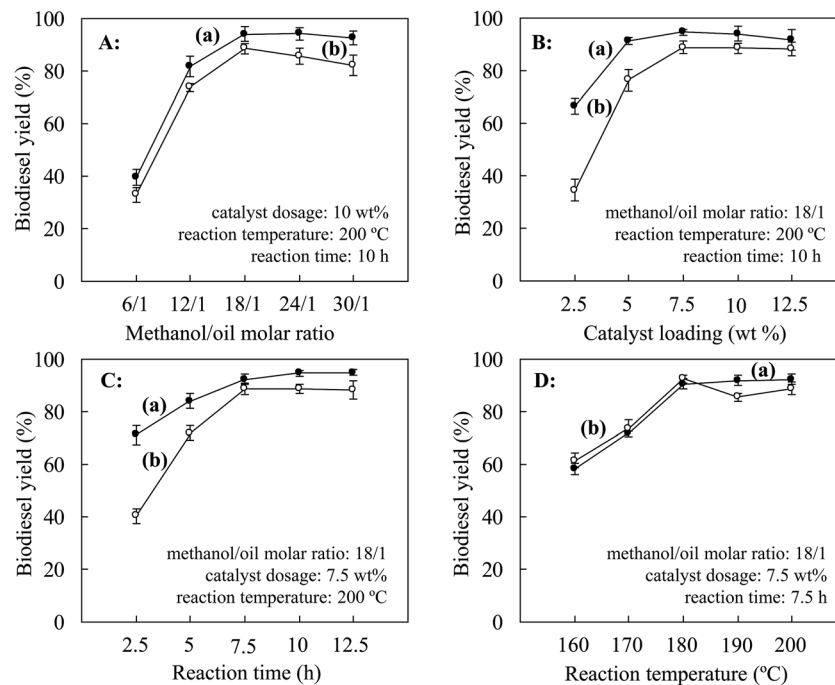 A:
(a)
(b)
Biodiesel yield (%)
100
80
60
40
20
0
catalyst dosage: 10 wt%
reaction temperature: 200 ºC
reaction time: 10 h
6/1 12/1 18/1 24/1 30/1
Methanol/oil molar ratio
B:
(a)
(b)
Biodiesel yield (%)
100
80
60
40
20
0
methanol/oil molar ratio: 18/1
reaction temperature: 200 ºC
reaction time: 10 h
2.5 5 7.5 10 12.5
Catalyst loading (wt %)
C:
(a)
(b)
Biodiesel yield (%)
100
80
60
40
20
0
methanol/oil molar ratio: 18/1
catalyst dosage: 7.5 wt%
reaction temperature: 200 ºC
2.5 5 7.5 10 12.5
Reaction time (h)
D:
(a)
(b)
Biodiesel yield (%)
100
80
60
40
20
0
methanol/oil molar ratio: 18/1
catalyst dosage: 7.5 wt%
reaction time: 7.5 h
160 170 180 190 200
Reaction temperature (ºC)